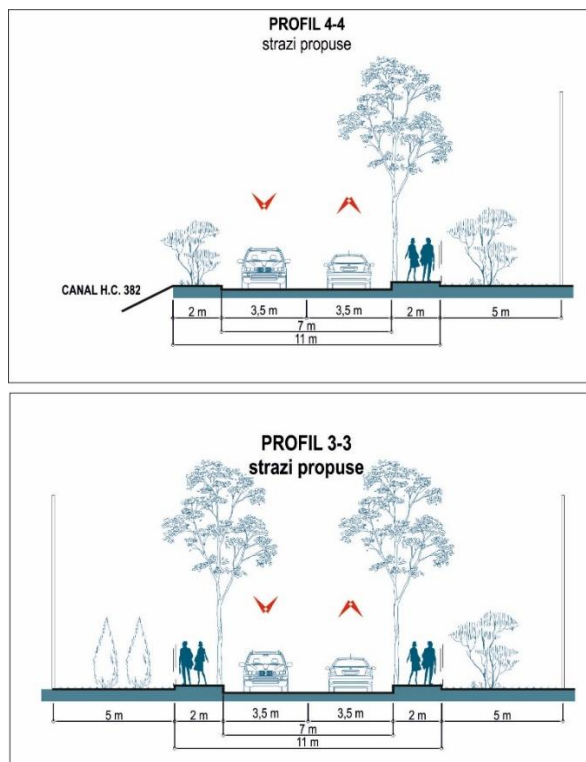 PROFIL 4-4
strazi propuse
CANAL H.C. 382
2 m 3,5 m 3,5 m 2 m 5 m
7 m
11 m
PROFIL 3-3
strazi propuse
5 m 2 m 3,5 m 3,5 m 2 m 5 m
7 m
11 m